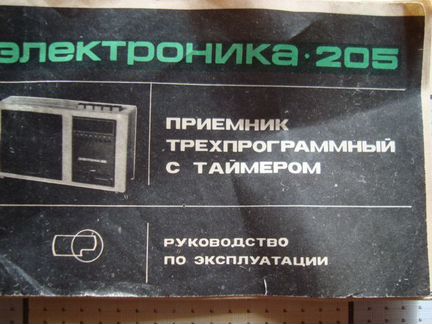 электроника·205
ПРИЕМНИК
ТРЕХПРОГРАММНЫЙ
С ТАЙМЕРОМ
РУКОВОДСТВО
ПО ЭКСПЛУАТАЦИИ